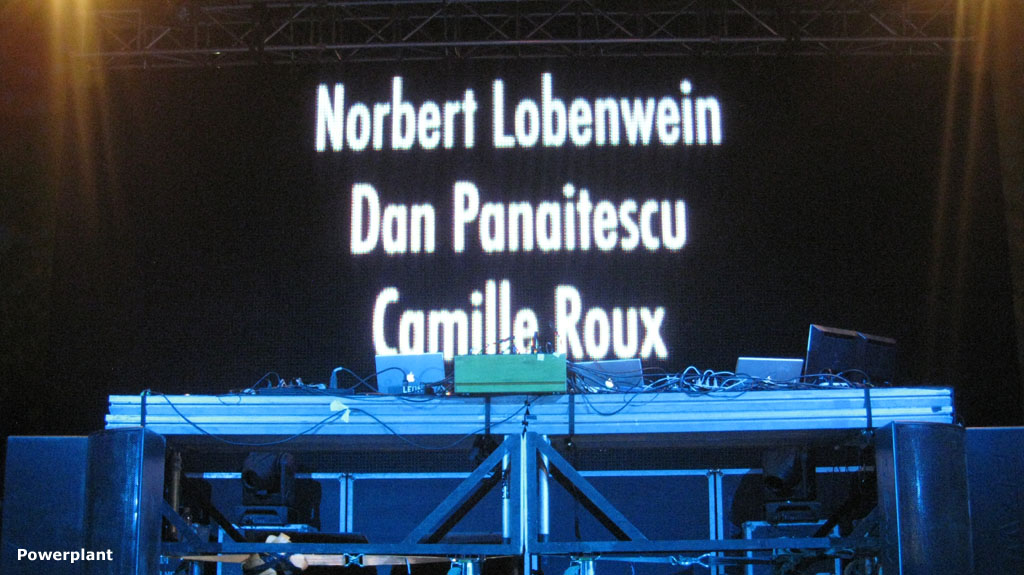 Norbert Lobenwein
Dan Panaitescu
Camille Roux
Powerplant